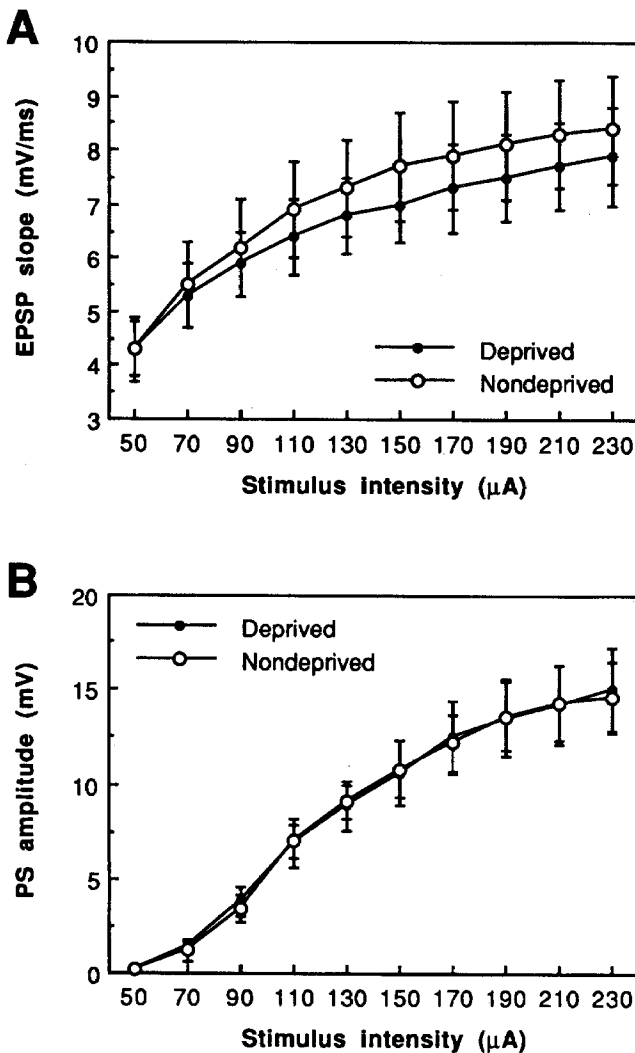 A
EPSP slope (mV/ms)
10
9
8
7
6
5
4
3
Deprived
Nondeprived
50 70 90 110 130 150 170 190 210 230
Stimulus intensity (μA)
B
PS amplitude (mV)
20
15
10
5
0
Deprived
Nondeprived
50 70 90 110 130 150 170 190 210 230
Stimulus intensity (μA)